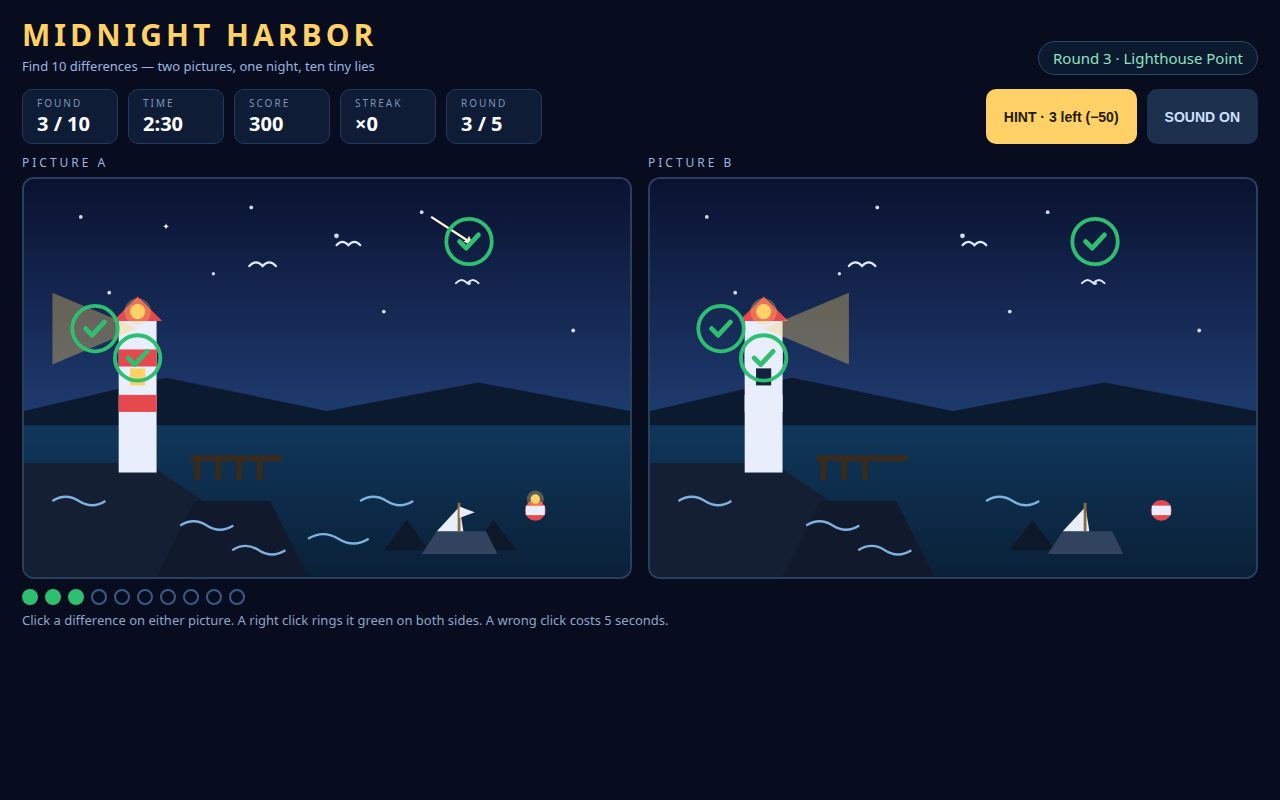 MIDNIGHT HARBOR
Find 10 differences — two pictures, one night, ten tiny lies
Round 3 · Lighthouse Point
FOUND
3 / 10
TIME
2:30
SCORE
300
STREAK
×0
ROUND
3 / 5
HINT · 3 left (−50)
SOUND ON
PICTURE A
PICTURE B
Click a difference on either picture. A right click rings it green on both sides. A wrong click costs 5 seconds.